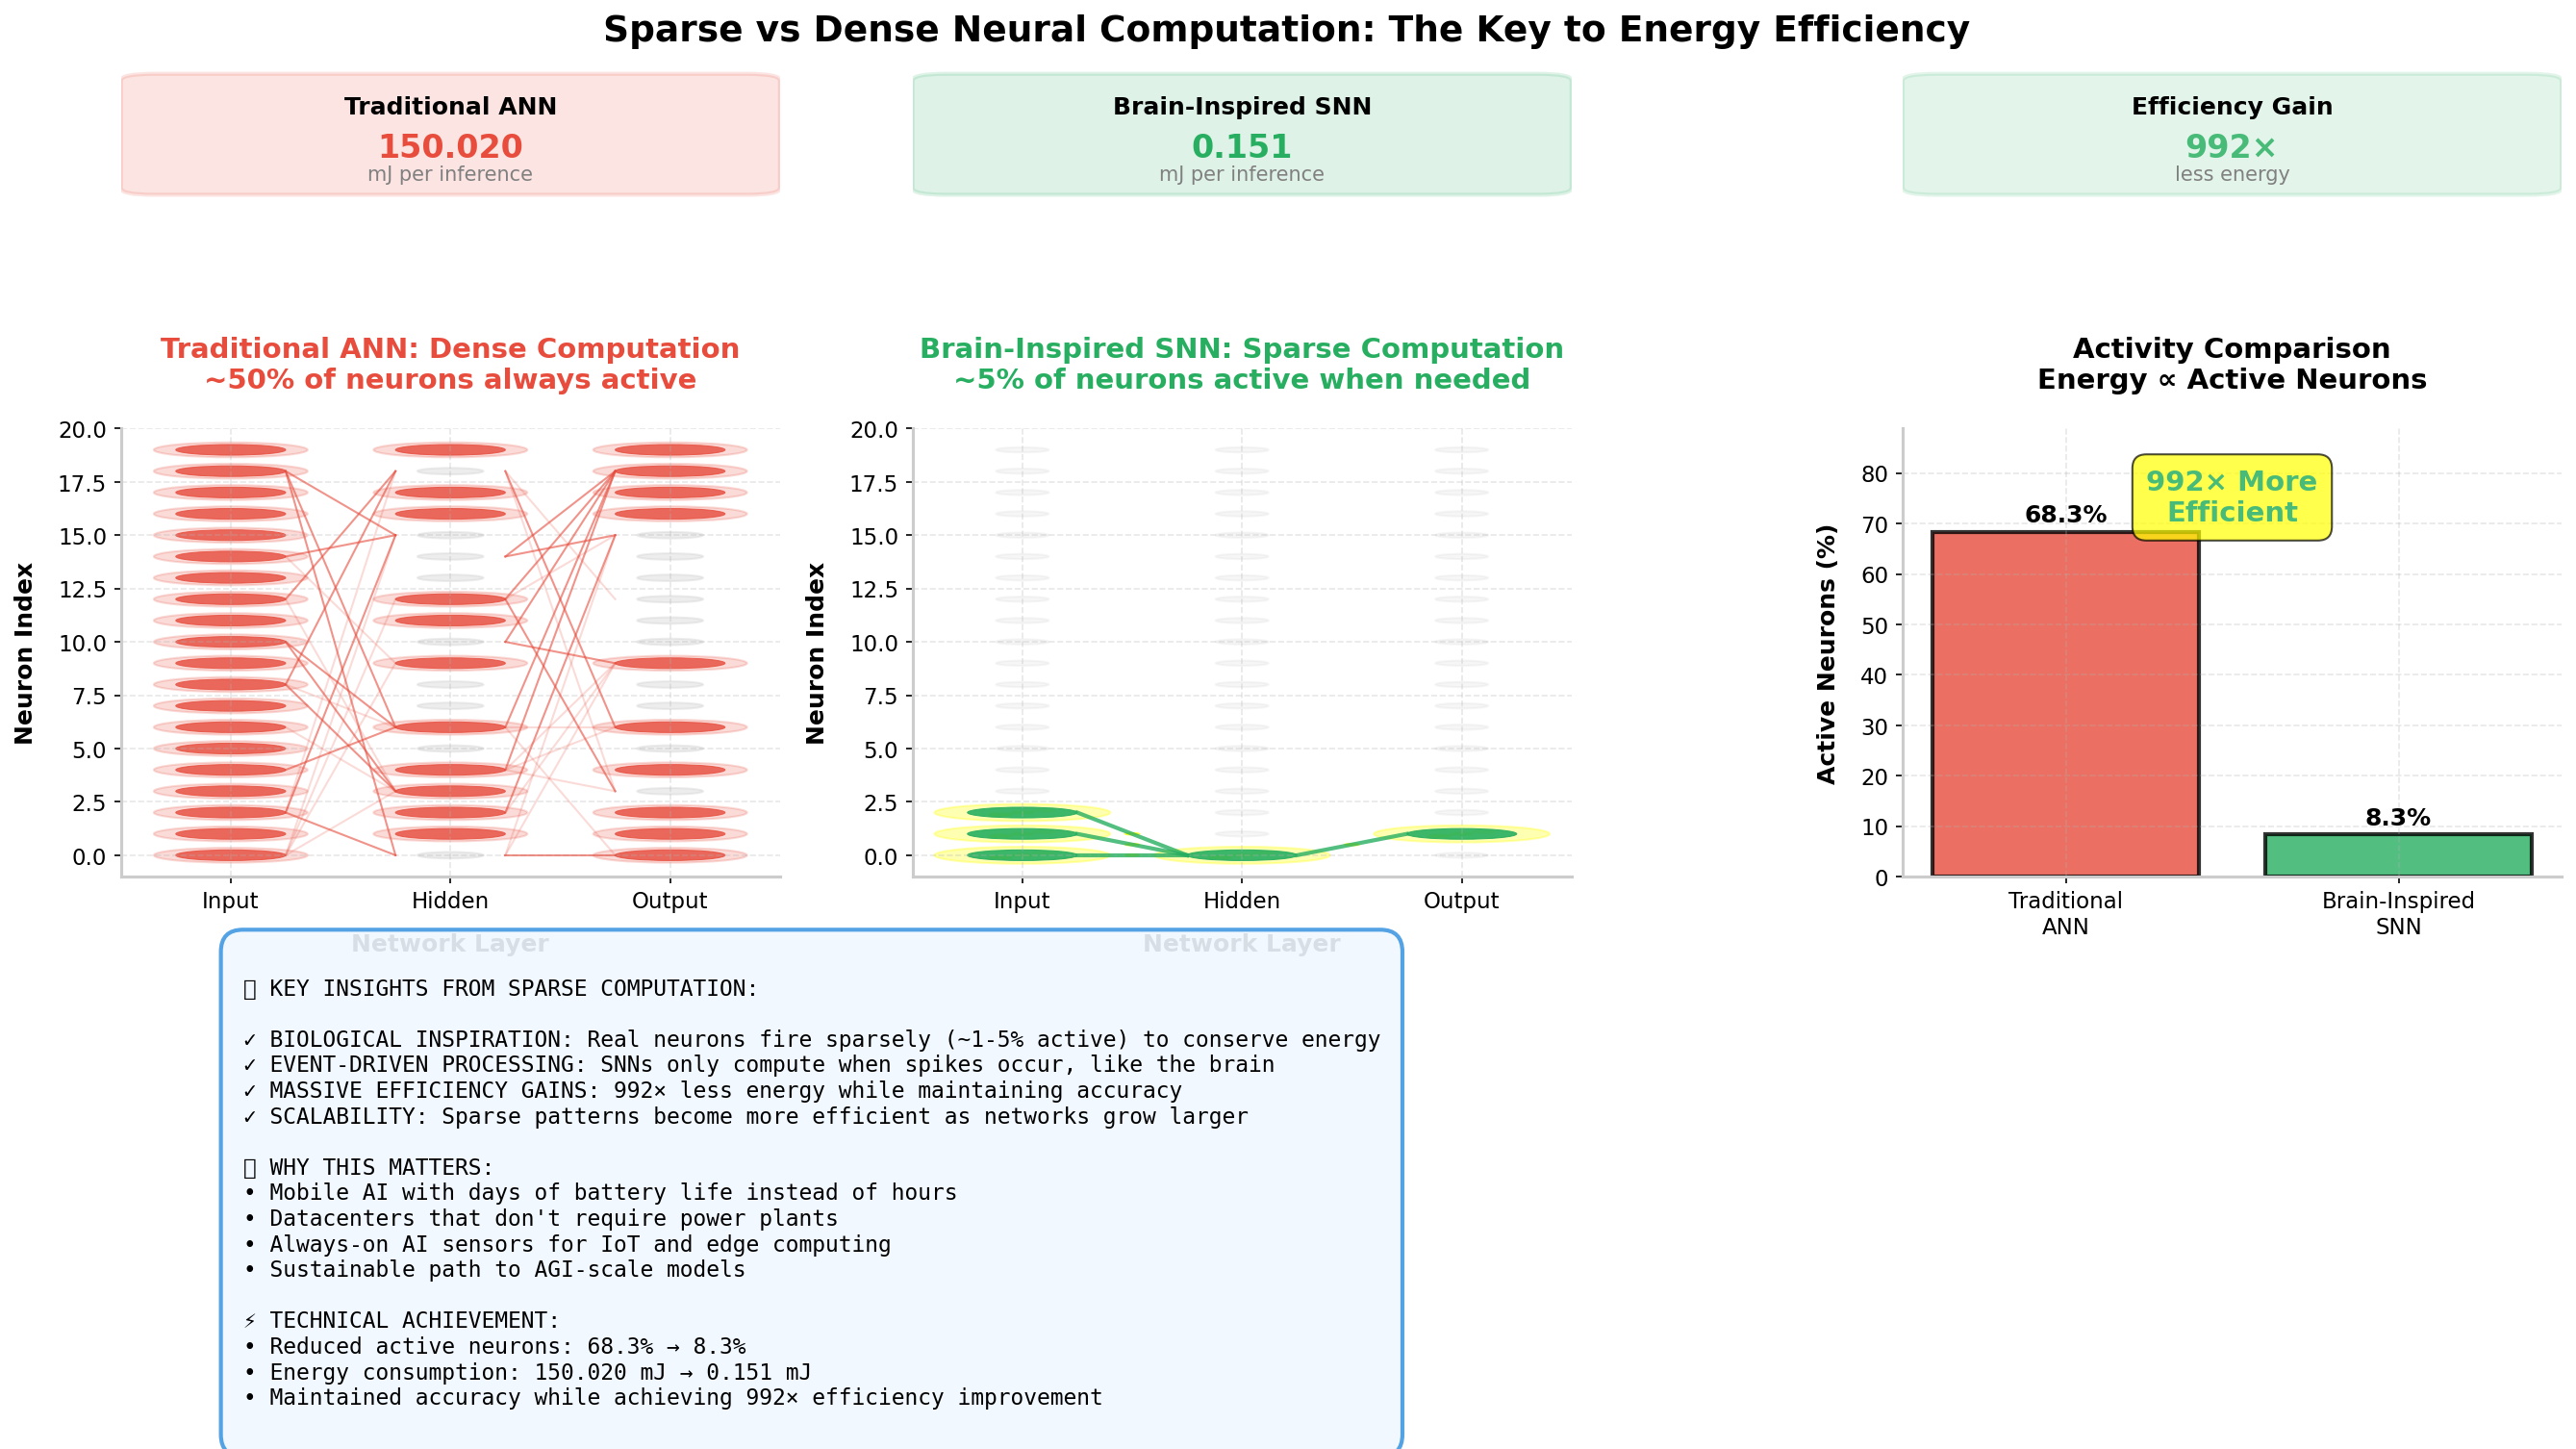 Sparse vs Dense Neural Computation: The Key to Energy Efficiency
Traditional ANN
150.020
mJ per inference
Brain-Inspired SNN
0.151
mJ per inference
Efficiency Gain
992×
less energy
Traditional ANN: Dense Computation
~50% of neurons always active
Neuron Index
20.0
17.5
15.0
12.5
10.0
7.5
5.0
2.5
0.0
Input
Hidden
Output
Network Layer
Brain-Inspired SNN: Sparse Computation
~5% of neurons active when needed
Neuron Index
20.0
17.5
15.0
12.5
10.0
7.5
5.0
2.5
0.0
Input
Hidden
Output
Network Layer
Activity Comparison
Energy ∝ Active Neurons
Active Neurons (%)
80
70
60
50
40
30
20
10
0
68.3%
992× More
Efficient
8.3%
Traditional
ANN
Brain-Inspired
SNN
KEY INSIGHTS FROM SPARSE COMPUTATION:
✓ BIOLOGICAL INSPIRATION: Real neurons fire sparsely (~1-5% active) to conserve energy
✓ EVENT-DRIVEN PROCESSING: SNNs only compute when spikes occur, like the brain
✓ MASSIVE EFFICIENCY GAINS: 992× less energy while maintaining accuracy
✓ SCALABILITY: Sparse patterns become more efficient as networks grow larger
WHY THIS MATTERS:
• Mobile AI with days of battery life instead of hours
• Datacenters that don't require power plants
• Always-on AI sensors for IoT and edge computing
• Sustainable path to AGI-scale models
⚡ TECHNICAL ACHIEVEMENT:
• Reduced active neurons: 68.3% → 8.3%
• Energy consumption: 150.020 mJ → 0.151 mJ
• Maintained accuracy while achieving 992× efficiency improvement